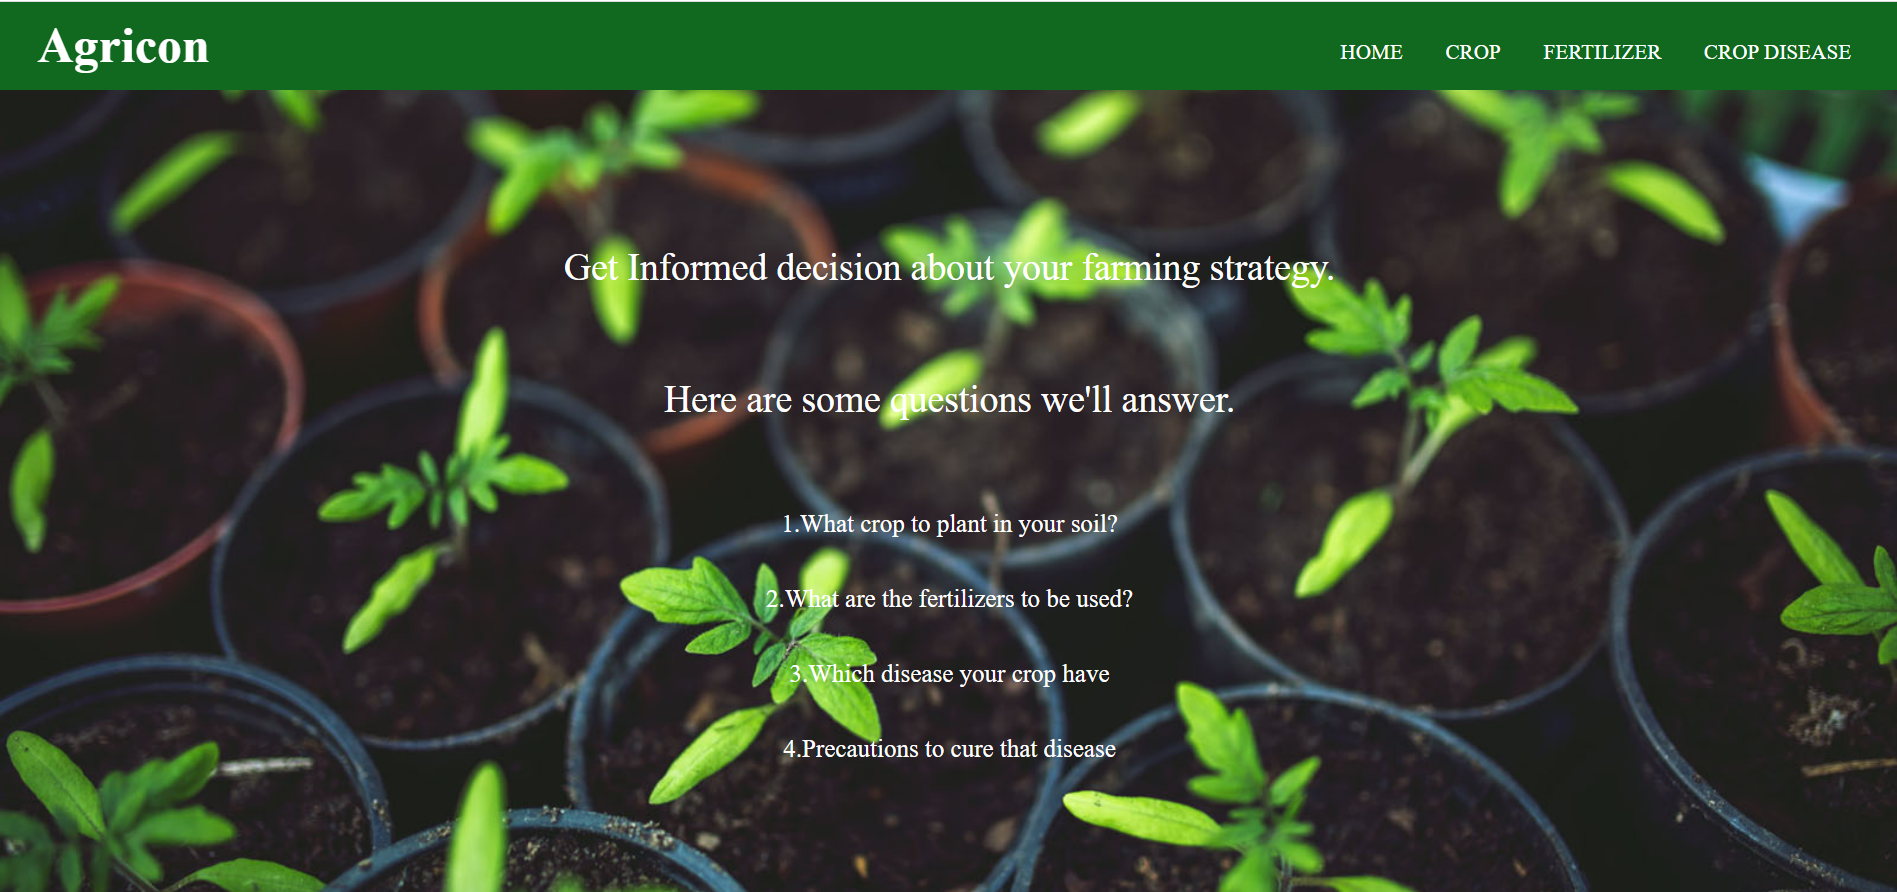 Agricon
HOME CROP FERTILIZER CROP DISEASE
Get Informed decision about your farming strategy.
Here are some questions we'll answer.
1.What crop to plant in your soil?
2.What are the fertilizers to be used?
3.Which disease your crop have
4.Precautions to cure that disease